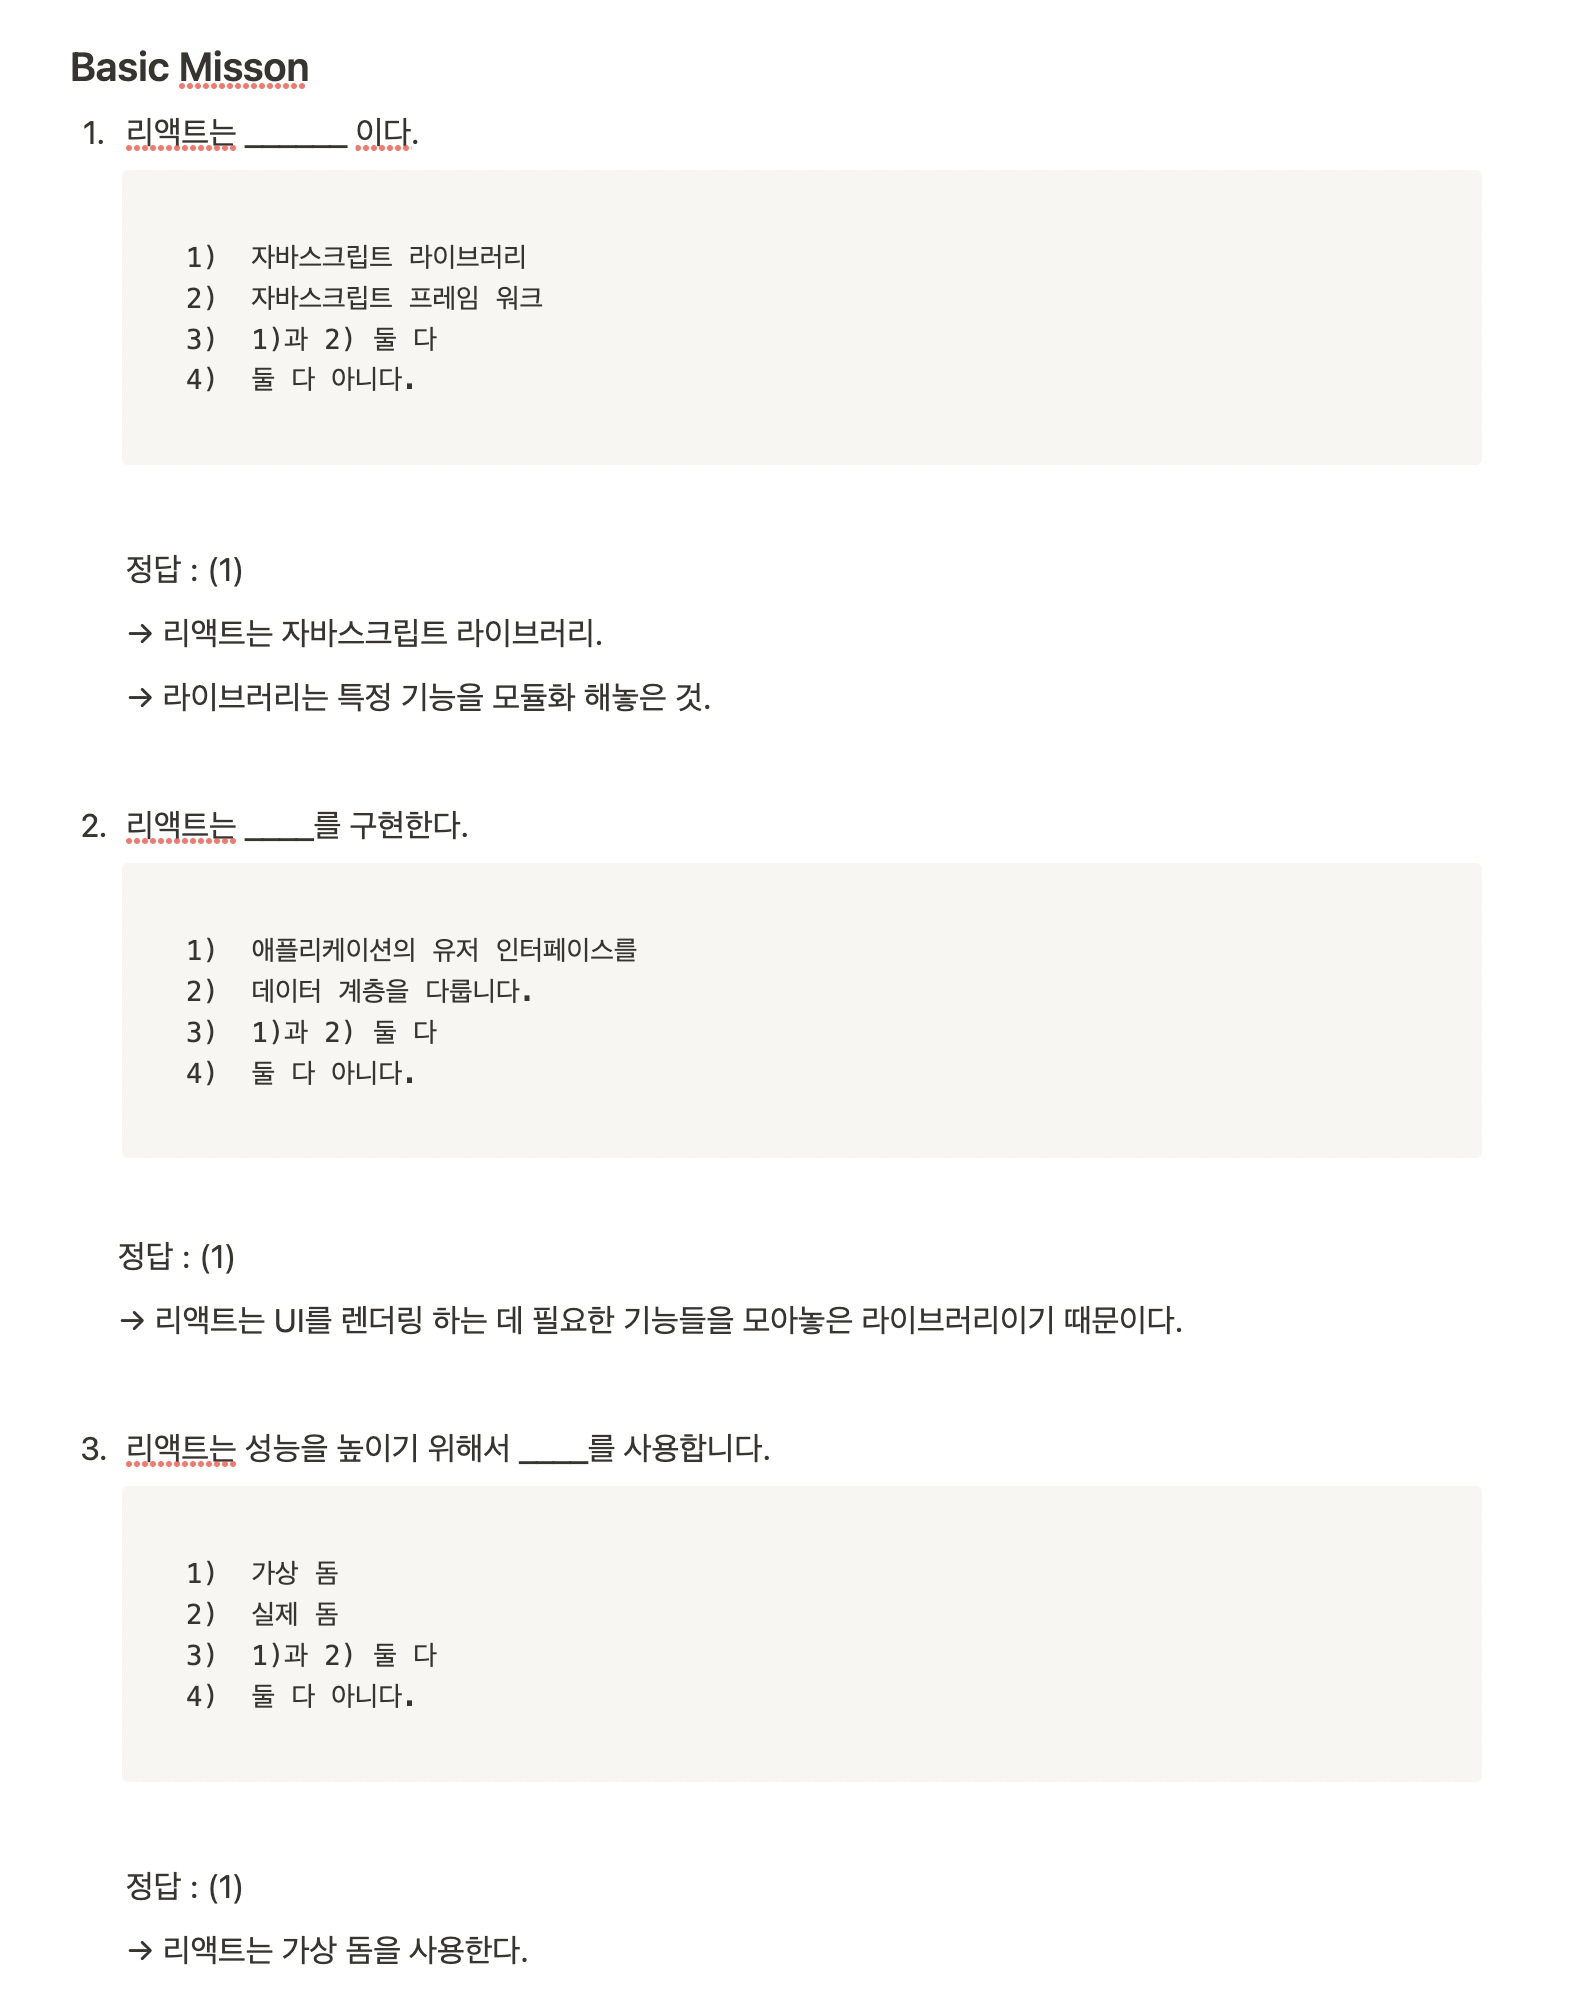 Basic Misson
1. 리액트는 ______ 이다.
1) 자바스크립트 라이브러리
2) 자바스크립트 프레임 워크
3) 1)과 2) 둘 다
4) 둘 다 아니다.
정답 : (1)
→ 리액트는 자바스크립트 라이브러리.
→ 라이브러리는 특정 기능을 모듈화 해놓은 것.
2. 리액트는 ____를 구현한다.
1) 애플리케이션의 유저 인터페이스를
2) 데이터 계층을 다룹니다.
3) 1)과 2) 둘 다
4) 둘 다 아니다.
정답 : (1)
→ 리액트는 UI를 렌더링 하는 데 필요한 기능들을 모아놓은 라이브러리이기 때문이다.
3. 리액트는 성능을 높이기 위해서 ____를 사용합니다.
1) 가상 돔
2) 실제 돔
3) 1)과 2) 둘 다
4) 둘 다 아니다.
정답 : (1)
→ 리액트는 가상 돔을 사용한다.